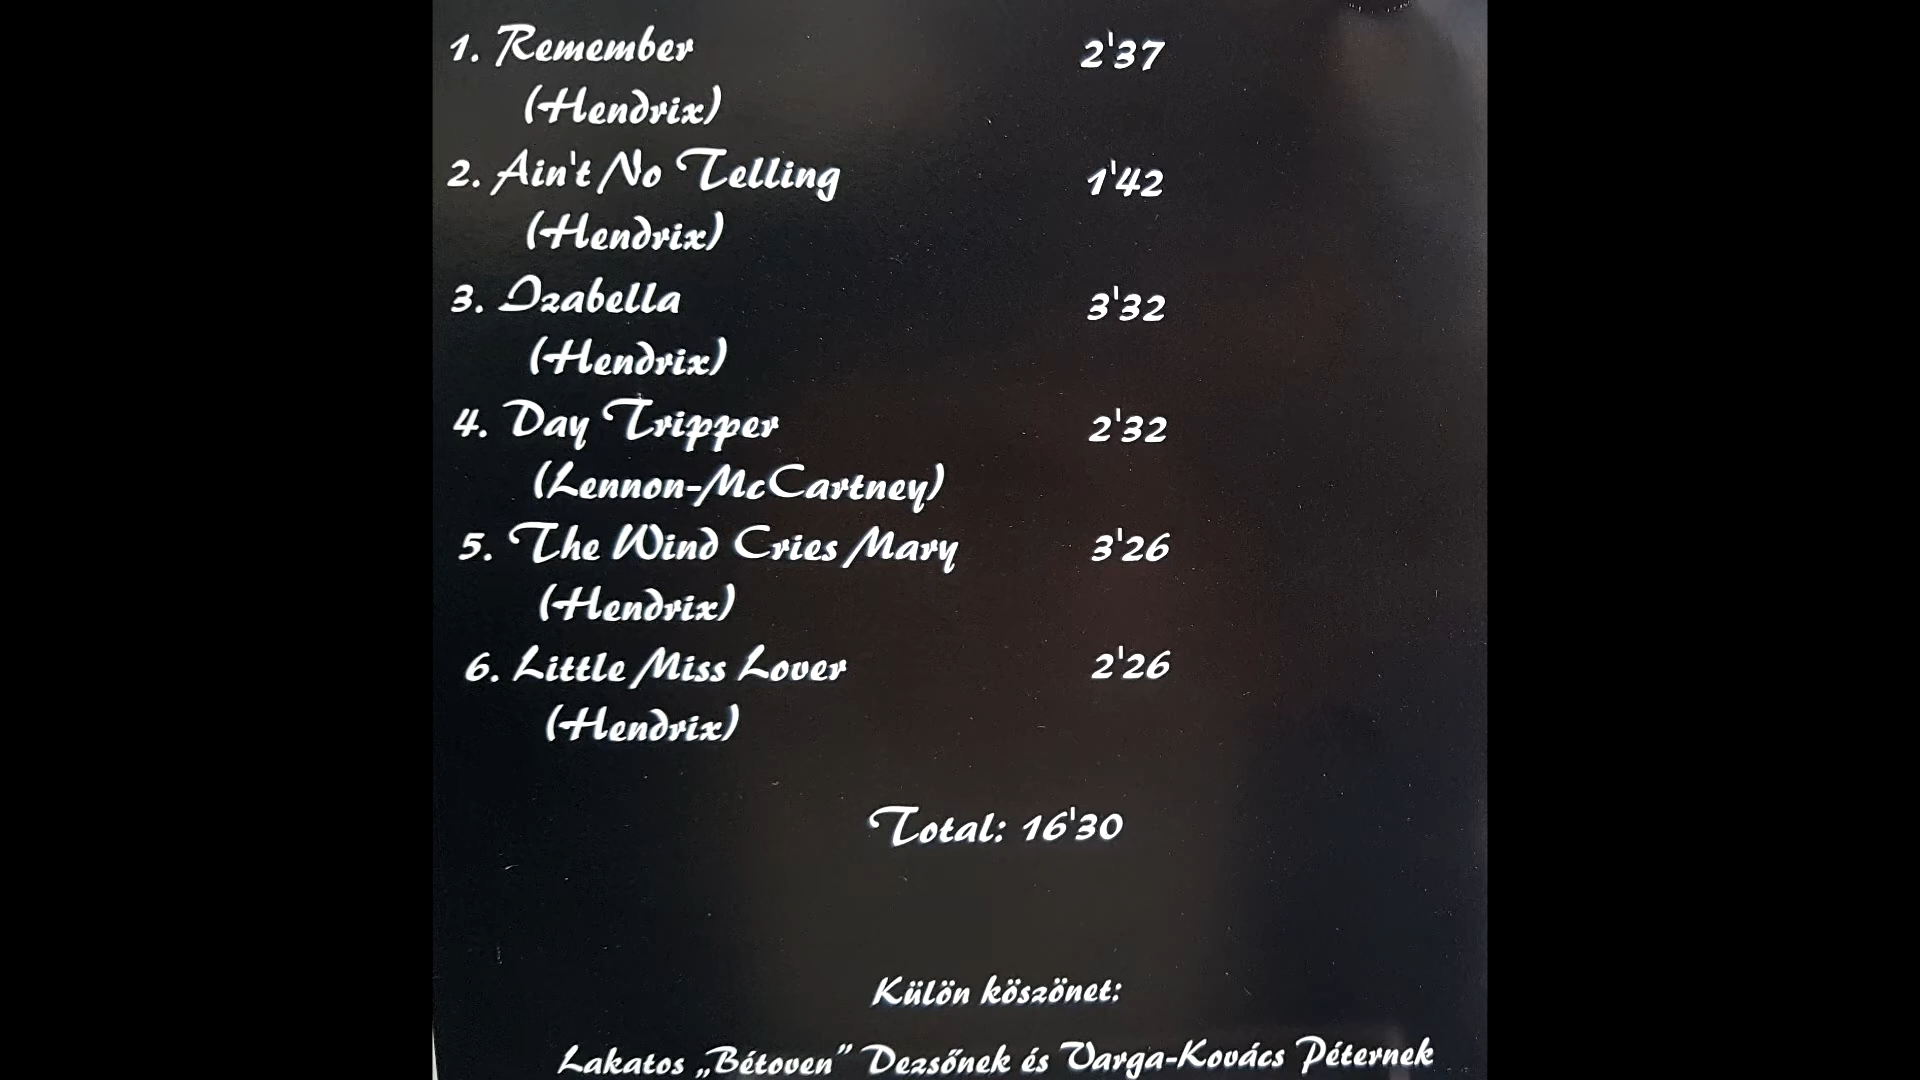 1. Remember 2'37
(Hendrix)
2. Ain't No Telling 1'42
(Hendrix)
3. Izabella 3'32
(Hendrix)
4. Day Tripper 2'32
(Lennon-McCartney)
5. The Wind Cries Mary 3'26
(Hendrix)
6. Little Miss Lover 2'26
(Hendrix)
Total: 16'30
Külön köszönet:
Lakatos „Bétoven” Dezsőnek és Varga-Kovács Péternek